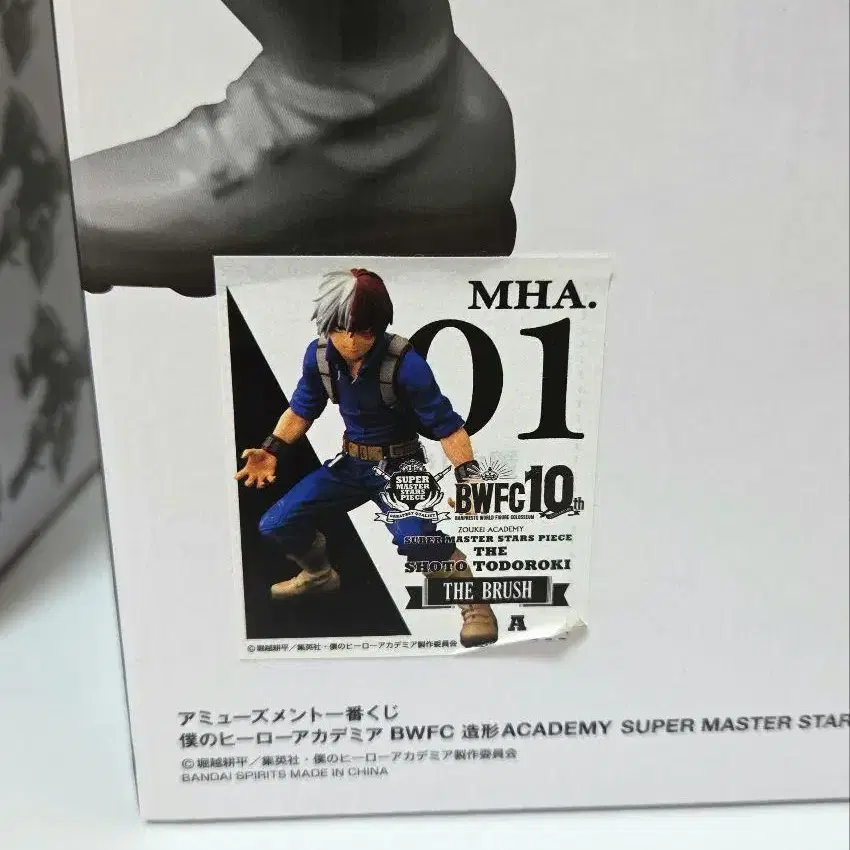 MHA.
01
SUPER
MASTER
STARS
PIECE
BWFC10th
BANPRESTO WORLD FIGURE COLOSSEUM
ZOUKEI ACADEMY
SUPER MASTER STARS PIECE
THE
SHOTO TODOROKI
THE BRUSH
A
©堀越耕平／集英社・僕のヒーローアカデミア製作委員会
アミューズメント一番くじ
僕のヒーローアカデミア BWFC 造形ACADEMY SUPER MASTER STAR
©堀越耕平／集英社・僕のヒーローアカデミア製作委員会
BANDAI SPIRITS MADE IN CHINA